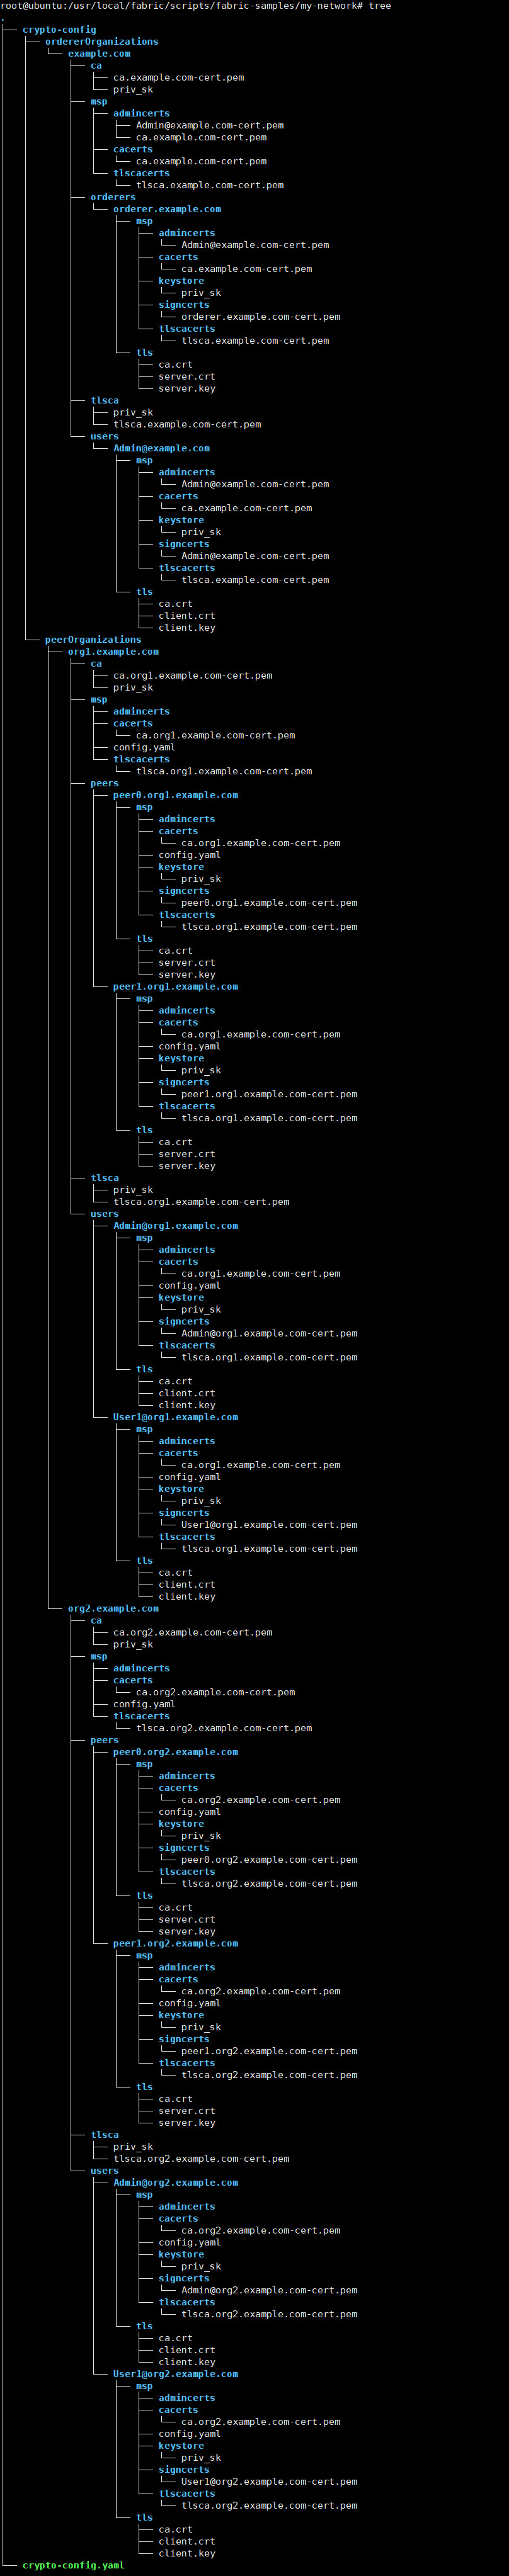 root@ubuntu:/usr/local/fabric/scripts/fabric-samples/my-network# tree
.
├── crypto-config
│   ├── ordererOrganizations
│   │   └── example.com
│   │       ├── ca
│   │       │   ├── ca.example.com-cert.pem
│   │       │   └── priv_sk
│   │       ├── msp
│   │       │   ├── admincerts
│   │       │   │   ├── Admin@example.com-cert.pem
│   │       │   │   └── ca.example.com-cert.pem
│   │       │   ├── cacerts
│   │       │   │   └── ca.example.com-cert.pem
│   │       │   └── tlscacerts
│   │       │       └── tlsca.example.com-cert.pem
│   │       ├── orderers
│   │       │   └── orderer.example.com
│   │       │       ├── msp
│   │       │       │   ├── admincerts
│   │       │       │   │   └── Admin@example.com-cert.pem
│   │       │       │   ├── cacerts
│   │       │       │   │   └── ca.example.com-cert.pem
│   │       │       │   ├── keystore
│   │       │       │   │   └── priv_sk
│   │       │       │   ├── signcerts
│   │       │       │   │   └── orderer.example.com-cert.pem
│   │       │       │   └── tlscacerts
│   │       │       │       └── tlsca.example.com-cert.pem
│   │       │       └── tls
│   │       │           ├── ca.crt
│   │       │           ├── server.crt
│   │       │           └── server.key
│   │       ├── tlsca
│   │       │   ├── priv_sk
│   │       │   └── tlsca.example.com-cert.pem
│   │       └── users
│   │           └── Admin@example.com
│   │               ├── msp
│   │               │   ├── admincerts
│   │               │   │   └── Admin@example.com-cert.pem
│   │               │   ├── cacerts
│   │               │   │   └── ca.example.com-cert.pem
│   │               │   ├── keystore
│   │               │   │   └── priv_sk
│   │               │   ├── signcerts
│   │               │   │   └── Admin@example.com-cert.pem
│   │               │   └── tlscacerts
│   │               │       └── tlsca.example.com-cert.pem
│   │               └── tls
│   │                   ├── ca.crt
│   │                   ├── client.crt
│   │                   └── client.key
│   └── peerOrganizations
│       ├── org1.example.com
│       │   ├── ca
│       │   │   ├── ca.org1.example.com-cert.pem
│       │   │   └── priv_sk
│       │   ├── msp
│       │   │   ├── admincerts
│       │   │   ├── cacerts
│       │   │   │   └── ca.org1.example.com-cert.pem
│       │   │   ├── config.yaml
│       │   │   └── tlscacerts
│       │   │       └── tlsca.org1.example.com-cert.pem
│       │   ├── peers
│       │   │   ├── peer0.org1.example.com
│       │   │   │   ├── msp
│       │   │   │   │   ├── admincerts
│       │   │   │   │   ├── cacerts
│       │   │   │   │   │   └── ca.org1.example.com-cert.pem
│       │   │   │   │   ├── config.yaml
│       │   │   │   │   ├── keystore
│       │   │   │   │   │   └── priv_sk
│       │   │   │   │   ├── signcerts
│       │   │   │   │   │   └── peer0.org1.example.com-cert.pem
│       │   │   │   │   └── tlscacerts
│       │   │   │   │       └── tlsca.org1.example.com-cert.pem
│       │   │   │   └── tls
│       │   │   │       ├── ca.crt
│       │   │   │       ├── server.crt
│       │   │   │       └── server.key
│       │   │   └── peer1.org1.example.com
│       │   │       ├── msp
│       │   │       │   ├── admincerts
│       │   │       │   ├── cacerts
│       │   │       │   │   └── ca.org1.example.com-cert.pem
│       │   │       │   ├── config.yaml
│       │   │       │   ├── keystore
│       │   │       │   │   └── priv_sk
│       │   │       │   ├── signcerts
│       │   │       │   │   └── peer1.org1.example.com-cert.pem
│       │   │       │   └── tlscacerts
│       │   │       │       └── tlsca.org1.example.com-cert.pem
│       │   │       └── tls
│       │   │           ├── ca.crt
│       │   │           ├── server.crt
│       │   │           └── server.key
│       │   ├── tlsca
│       │   │   ├── priv_sk
│       │   │   └── tlsca.org1.example.com-cert.pem
│       │   └── users
│       │       ├── Admin@org1.example.com
│       │       │   ├── msp
│       │       │   │   ├── admincerts
│       │       │   │   ├── cacerts
│       │       │   │   │   └── ca.org1.example.com-cert.pem
│       │       │   │   ├── config.yaml
│       │       │   │   ├── keystore
│       │       │   │   │   └── priv_sk
│       │       │   │   ├── signcerts
│       │       │   │   │   └── Admin@org1.example.com-cert.pem
│       │       │   │   └── tlscacerts
│       │       │   │       └── tlsca.org1.example.com-cert.pem
│       │       │   └── tls
│       │       │       ├── ca.crt
│       │       │       ├── client.crt
│       │       │       └── client.key
│       │       └── User1@org1.example.com
│       │           ├── msp
│       │           │   ├── admincerts
│       │           │   ├── cacerts
│       │           │   │   └── ca.org1.example.com-cert.pem
│       │           │   ├── config.yaml
│       │           │   ├── keystore
│       │           │   │   └── priv_sk
│       │           │   ├── signcerts
│       │           │   │   └── User1@org1.example.com-cert.pem
│       │           │   └── tlscacerts
│       │           │       └── tlsca.org1.example.com-cert.pem
│       │           └── tls
│       │               ├── ca.crt
│       │               ├── client.crt
│       │               └── client.key
│       └── org2.example.com
│           ├── ca
│           │   ├── ca.org2.example.com-cert.pem
│           │   └── priv_sk
│           ├── msp
│           │   ├── admincerts
│           │   ├── cacerts
│           │   │   └── ca.org2.example.com-cert.pem
│           │   ├── config.yaml
│           │   └── tlscacerts
│           │       └── tlsca.org2.example.com-cert.pem
│           ├── peers
│           │   ├── peer0.org2.example.com
│           │   │   ├── msp
│           │   │   │   ├── admincerts
│           │   │   │   ├── cacerts
│           │   │   │   │   └── ca.org2.example.com-cert.pem
│           │   │   │   ├── config.yaml
│           │   │   │   ├── keystore
│           │   │   │   │   └── priv_sk
│           │   │   │   ├── signcerts
│           │   │   │   │   └── peer0.org2.example.com-cert.pem
│           │   │   │   └── tlscacerts
│           │   │   │       └── tlsca.org2.example.com-cert.pem
│           │   │   └── tls
│           │   │       ├── ca.crt
│           │   │       ├── server.crt
│           │   │       └── server.key
│           │   └── peer1.org2.example.com
│           │       ├── msp
│           │       │   ├── admincerts
│           │       │   ├── cacerts
│           │       │   │   └── ca.org2.example.com-cert.pem
│           │       │   ├── config.yaml
│           │       │   ├── keystore
│           │       │   │   └── priv_sk
│           │       │   ├── signcerts
│           │       │   │   └── peer1.org2.example.com-cert.pem
│           │       │   └── tlscacerts
│           │       │       └── tlsca.org2.example.com-cert.pem
│           │       └── tls
│           │           ├── ca.crt
│           │           ├── server.crt
│           │           └── server.key
│           ├── tlsca
│           │   ├── priv_sk
│           │   └── tlsca.org2.example.com-cert.pem
│           └── users
│               ├── Admin@org2.example.com
│               │   ├── msp
│               │   │   ├── admincerts
│               │   │   ├── cacerts
│               │   │   │   └── ca.org2.example.com-cert.pem
│               │   │   ├── config.yaml
│               │   │   ├── keystore
│               │   │   │   └── priv_sk
│               │   │   ├── signcerts
│               │   │   │   └── Admin@org2.example.com-cert.pem
│               │   │   └── tlscacerts
│               │   │       └── tlsca.org2.example.com-cert.pem
│               │   └── tls
│               │       ├── ca.crt
│               │       ├── client.crt
│               │       └── client.key
│               └── User1@org2.example.com
│                   ├── msp
│                   │   ├── admincerts
│                   │   ├── cacerts
│                   │   │   └── ca.org2.example.com-cert.pem
│                   │   ├── config.yaml
│                   │   ├── keystore
│                   │   │   └── priv_sk
│                   │   ├── signcerts
│                   │   │   └── User1@org2.example.com-cert.pem
│                   │   └── tlscacerts
│                   │       └── tlsca.org2.example.com-cert.pem
│                   └── tls
│                       ├── ca.crt
│                       ├── client.crt
│                       └── client.key
└── crypto-config.yaml